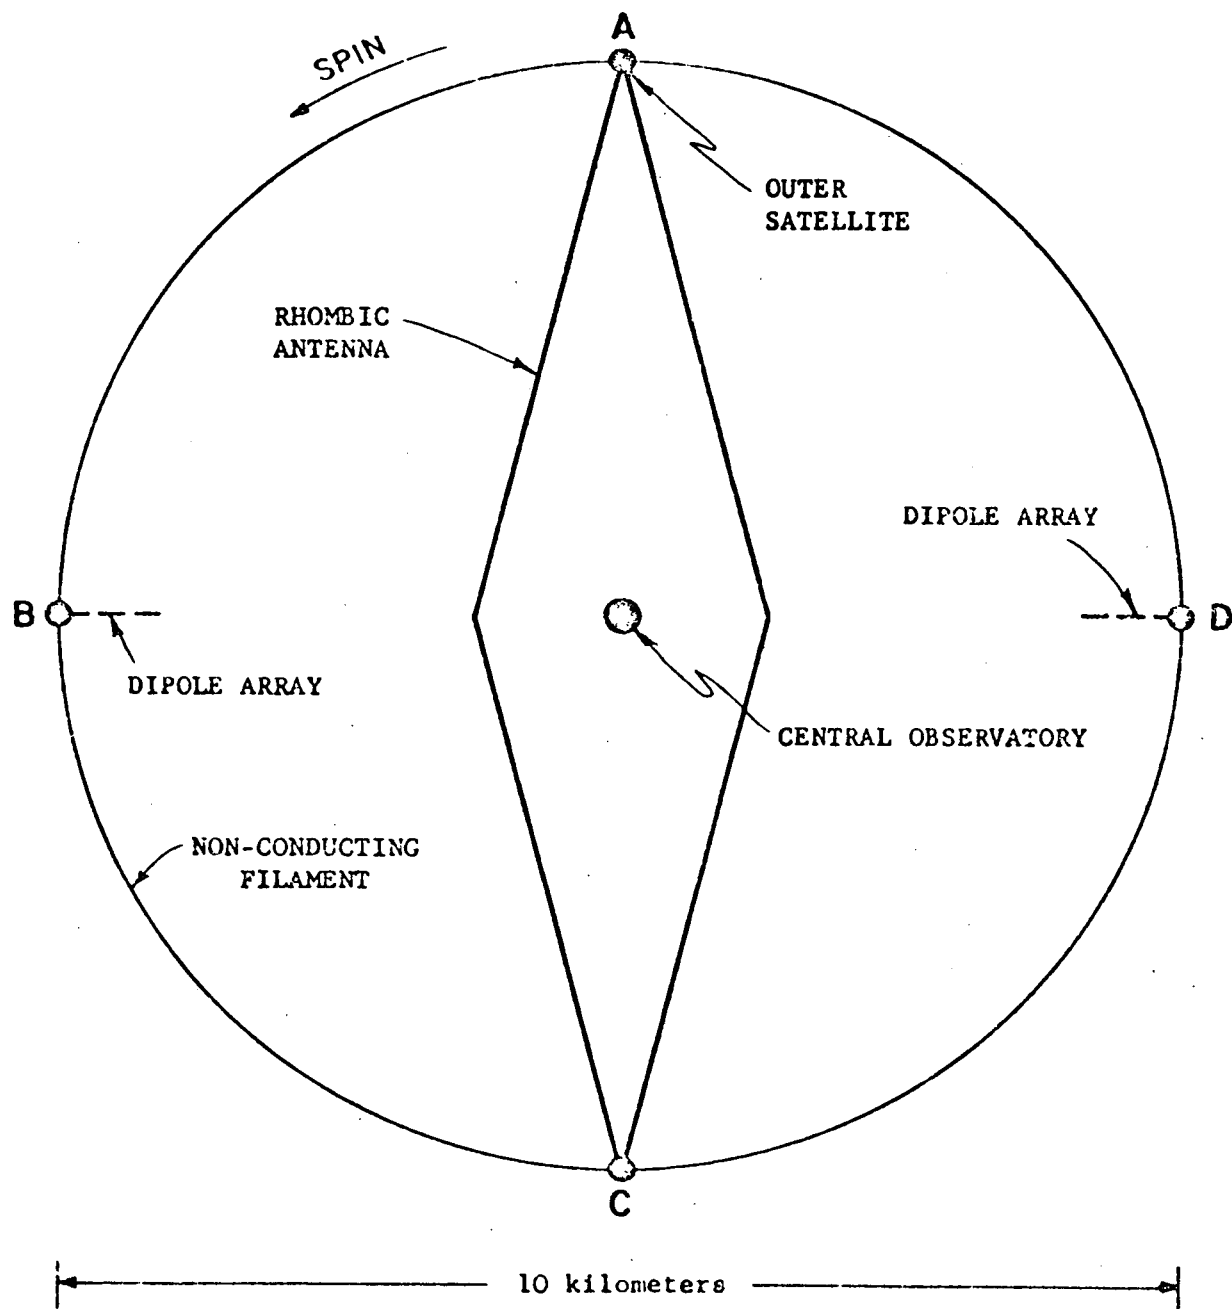 A
SPIN
OUTER
SATELLITE
RHOMBIC
ANTENNA
DIPOLE ARRAY
B
D
DIPOLE ARRAY
CENTRAL OBSERVATORY
NON-CONDUCTING
FILAMENT
C
10 kilometers